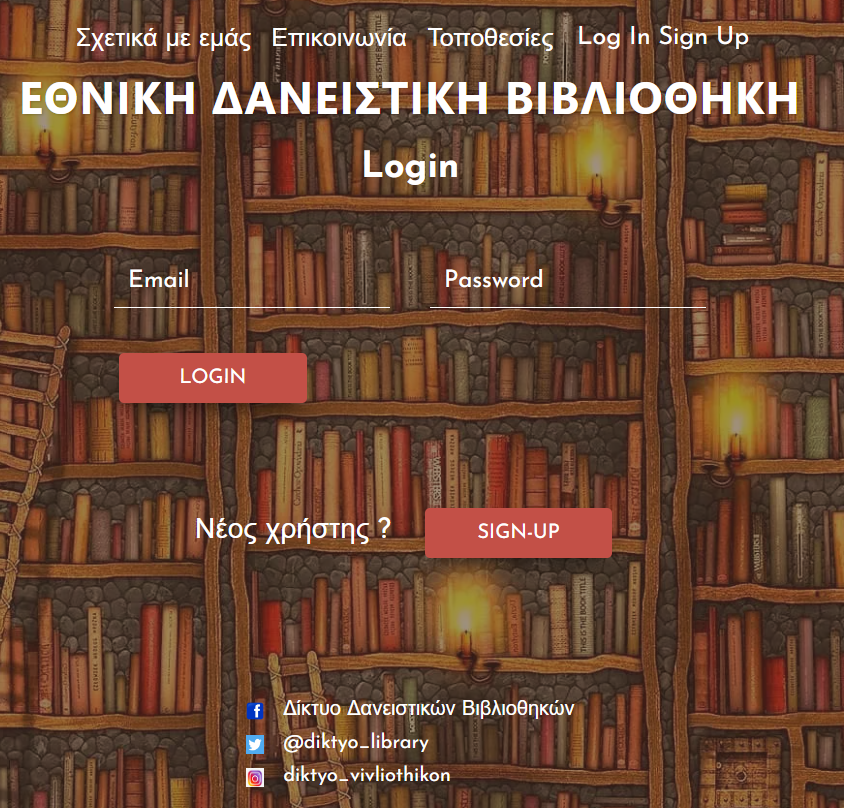 Σχετικά με εμάς Επικοινωνία Τοποθεσίες Log In Sign Up
ΕΘΝΙΚΗ ΔΑΝΕΙΣΤΙΚΗ ΒΙΒΛΙΟΘΗΚΗ
Login
Email Password
LOGIN
Νέος χρήστης ? SIGN-UP
Δίκτυο Δανειστικών Βιβλιοθηκών
@diktyo_library
diktyo_vivliothikon